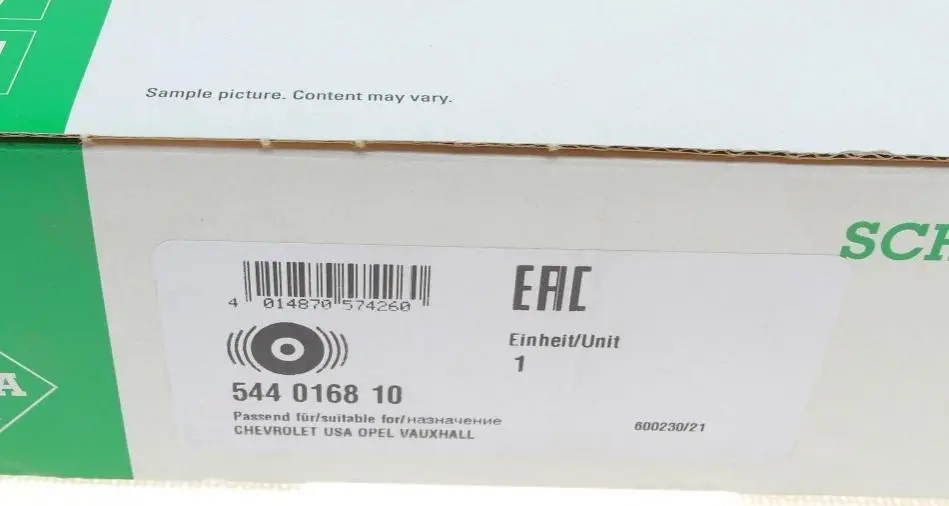 Sample picture. Content may vary.
SCH
4 014870 574260
EAC
Einheit/Unit
1
544 0168 10
Passend für/suitable for/назначение
CHEVROLET USA OPEL VAUXHALL
600230/21
A